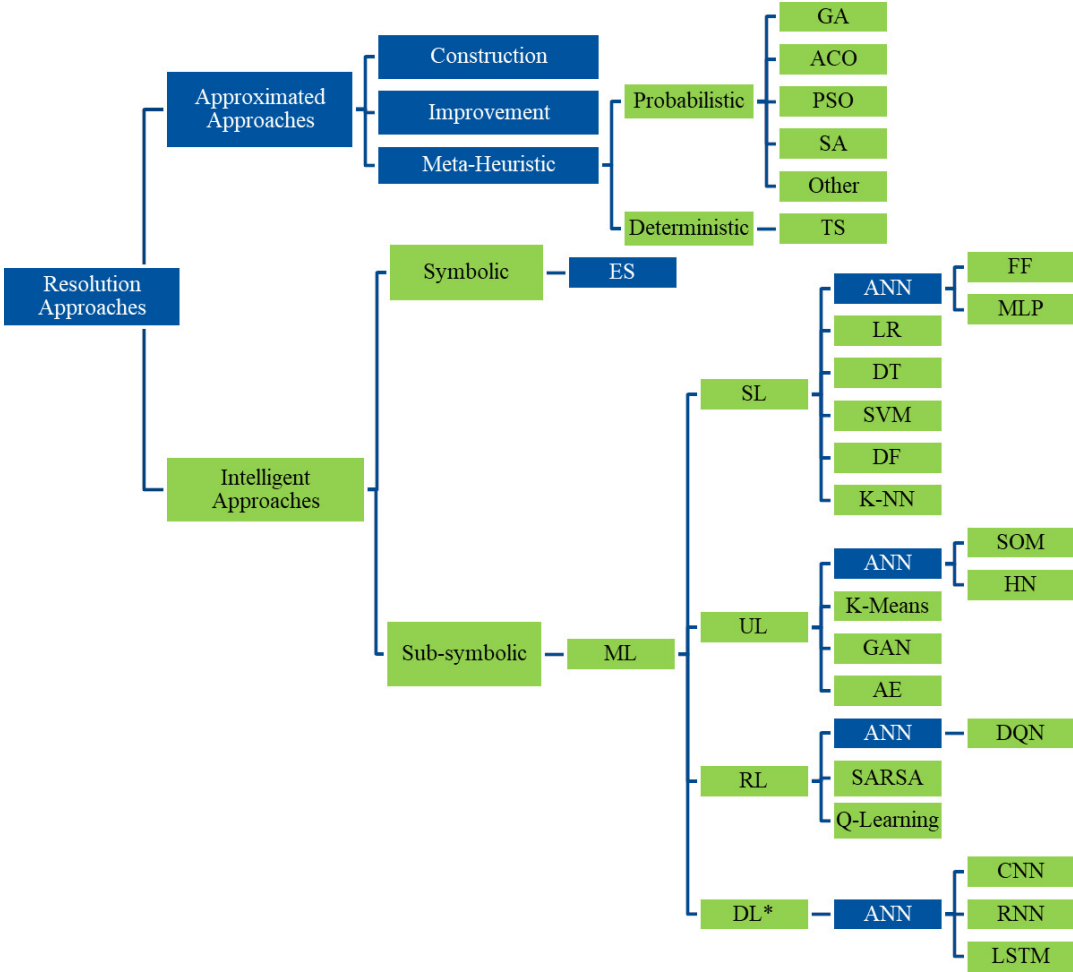 Resolution
Approaches
Approximated
Approaches
Construction
Improvement
Meta-Heuristic
Probabilistic
GA
ACO
PSO
SA
Other
Deterministic
TS
Intelligent
Approaches
Symbolic
ES
Sub-symbolic
ML
SL
ANN
FF
MLP
LR
DT
SVM
DF
K-NN
UL
ANN
SOM
HN
K-Means
GAN
AE
RL
ANN
DQN
SARSA
Q-Learning
DL*
ANN
CNN
RNN
LSTM